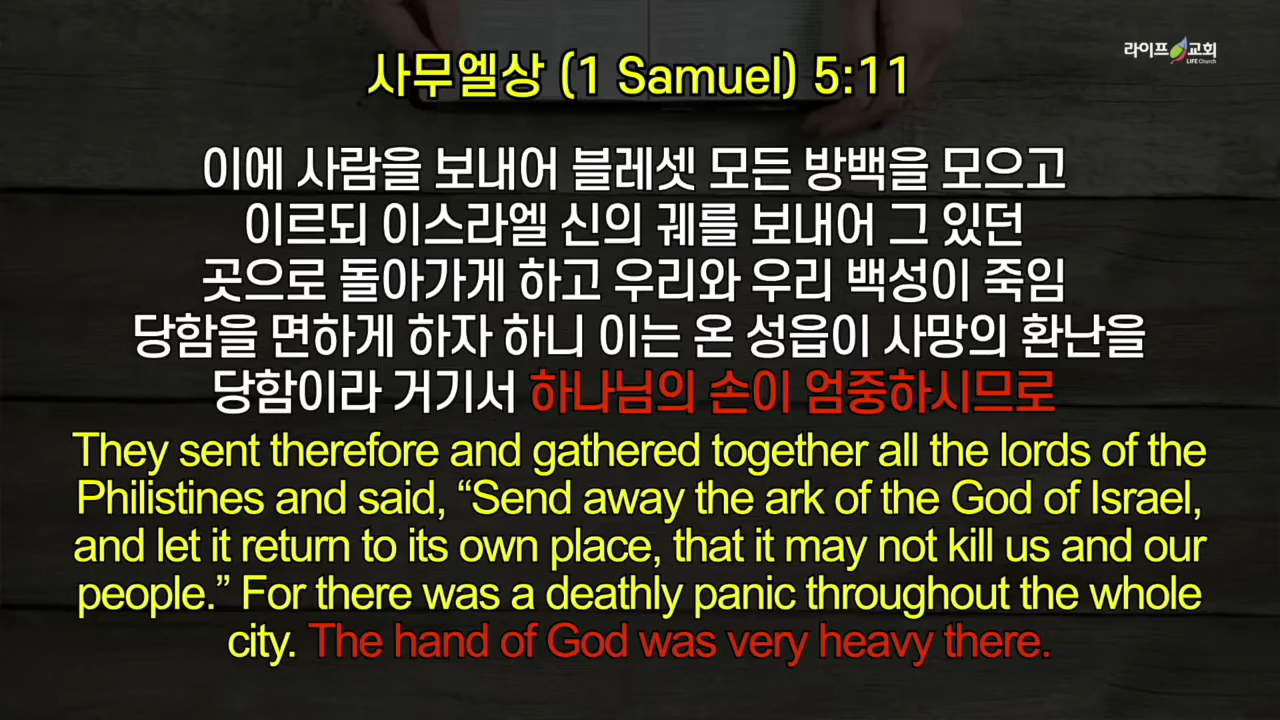 라이프 교회
LIFE Church
사무엘상 (1 Samuel) 5:11
이에 사람을 보내어 블레셋 모든 방백을 모으고
이르되 이스라엘 신의 궤를 보내어 그 있던
곳으로 돌아가게 하고 우리와 우리 백성이 죽임
당함을 면하게 하자 하니 이는 온 성읍이 사망의 환난을
당함이라 거기서 하나님의 손이 엄중하시므로
They sent therefore and gathered together all the lords of the
Philistines and said, “Send away the ark of the God of Israel,
and let it return to its own place, that it may not kill us and our
people.” For there was a deathly panic throughout the whole
city. The hand of God was very heavy there.